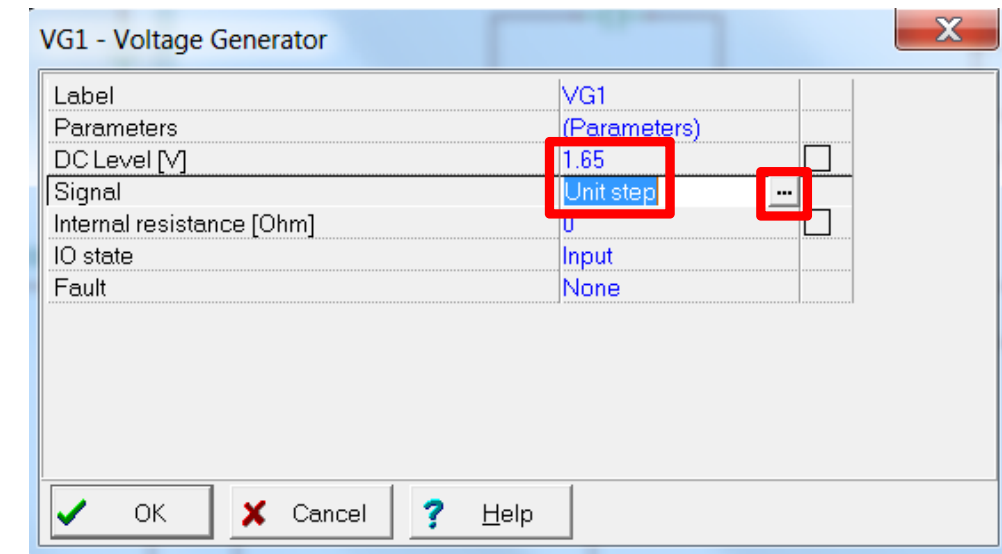 VG1 - Voltage Generator
X
Label VG1
Parameters (Parameters)
DC Level [V] 1.65
Signal Unit step ...
Internal resistance [Ohm] 0
IO state Input
Fault None
OK Cancel ? Help